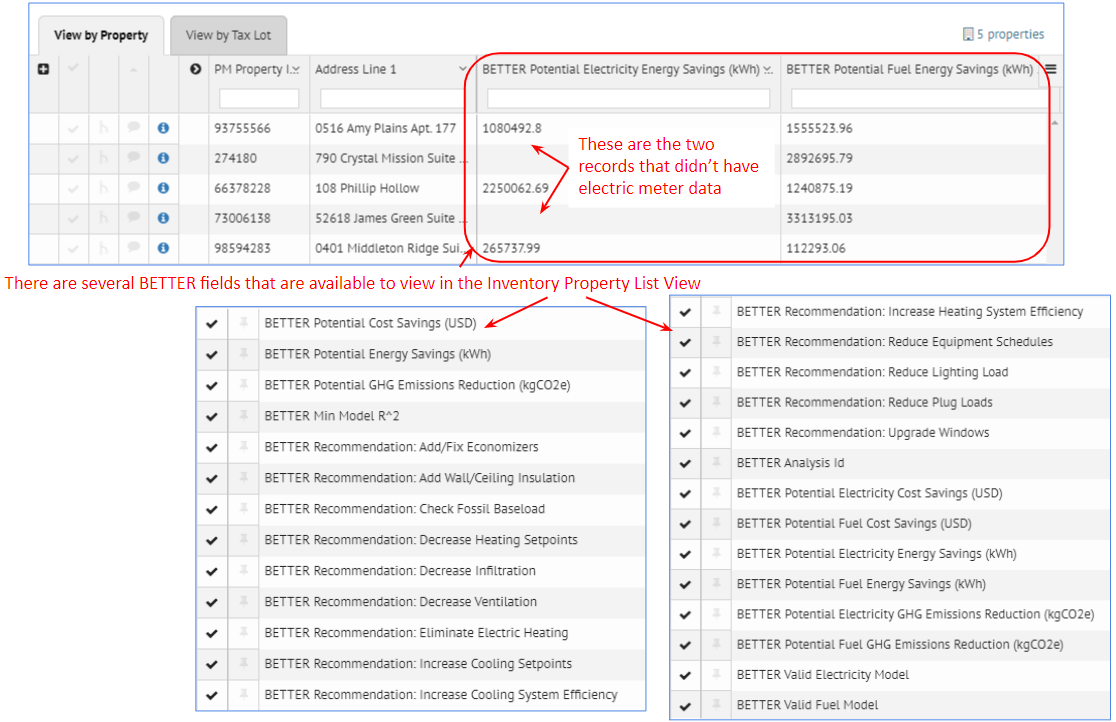 View by Property
View by Tax Lot
5 properties
PM Property I...
Address Line 1
BETTER Potential Electricity Energy Savings (kWh)
BETTER Potential Fuel Energy Savings (kWh)
93755566 0516 Amy Plains Apt. 177 1080492.8 1555523.96
274180 790 Crystal Mission Suite ... 2892695.79
66378228 108 Phillip Hollow 2250062.69 1240875.19
73006138 52618 James Green Suite ... 3313195.03
98594283 0401 Middleton Ridge Sui... 265737.99 112293.06
These are the two
records that didn't have
electric meter data
There are several BETTER fields that are available to view in the Inventory Property List View
BETTER Potential Cost Savings (USD)
BETTER Potential Energy Savings (kWh)
BETTER Potential GHG Emissions Reduction (kgCO2e)
BETTER Min Model R^2
BETTER Recommendation: Add/Fix Economizers
BETTER Recommendation: Add Wall/Ceiling Insulation
BETTER Recommendation: Check Fossil Baseload
BETTER Recommendation: Decrease Heating Setpoints
BETTER Recommendation: Decrease Infiltration
BETTER Recommendation: Decrease Ventilation
BETTER Recommendation: Eliminate Electric Heating
BETTER Recommendation: Increase Cooling Setpoints
BETTER Recommendation: Increase Cooling System Efficiency
BETTER Recommendation: Increase Heating System Efficiency
BETTER Recommendation: Reduce Equipment Schedules
BETTER Recommendation: Reduce Lighting Load
BETTER Recommendation: Reduce Plug Loads
BETTER Recommendation: Upgrade Windows
BETTER Analysis Id
BETTER Potential Electricity Cost Savings (USD)
BETTER Potential Fuel Cost Savings (USD)
BETTER Potential Electricity Energy Savings (kWh)
BETTER Potential Fuel Energy Savings (kWh)
BETTER Potential Electricity GHG Emissions Reduction (kgCO2e)
BETTER Potential Fuel GHG Emissions Reduction (kgCO2e)
BETTER Valid Electricity Model
BETTER Valid Fuel Model